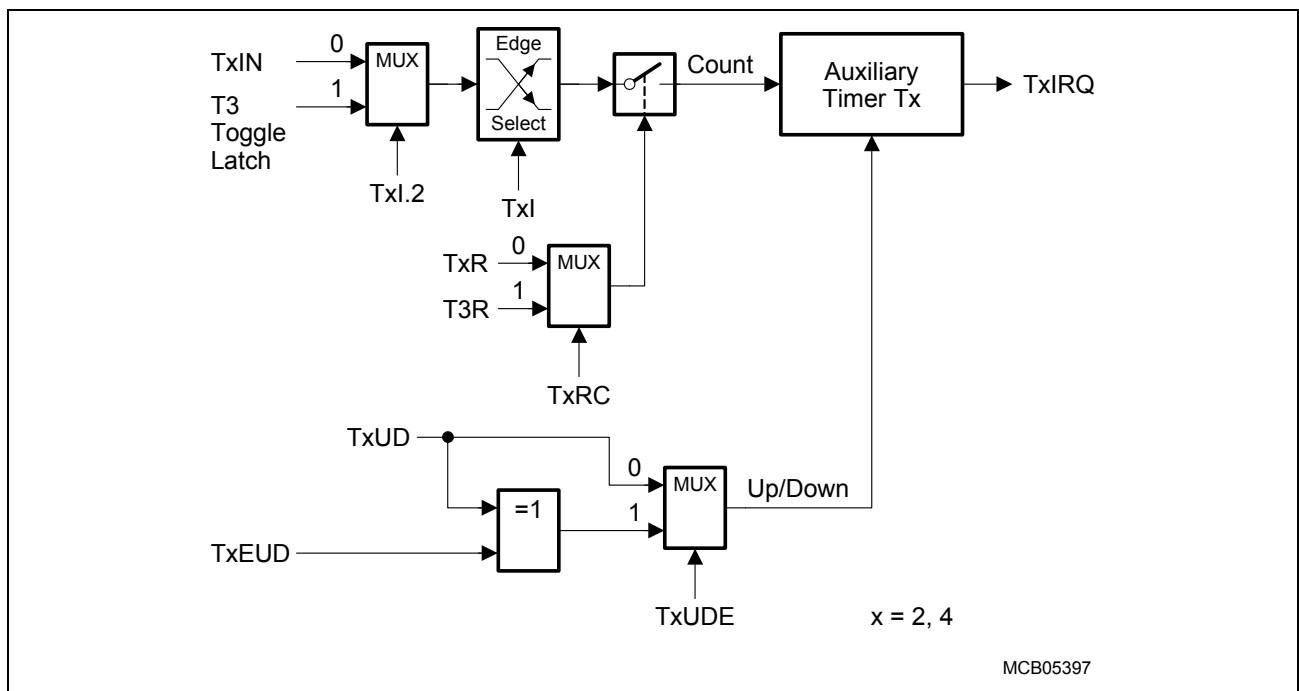 TxIN
0
MUX
T3
Toggle
Latch
1
TxI.2
Edge
Select
TxI
Count
Auxiliary
Timer Tx
TxIRQ
TxR
0
MUX
T3R
1
TxRC
TxUD
0
MUX
Up/Down
=1
1
TxEUD
TxUDE
x = 2, 4
MCB05397